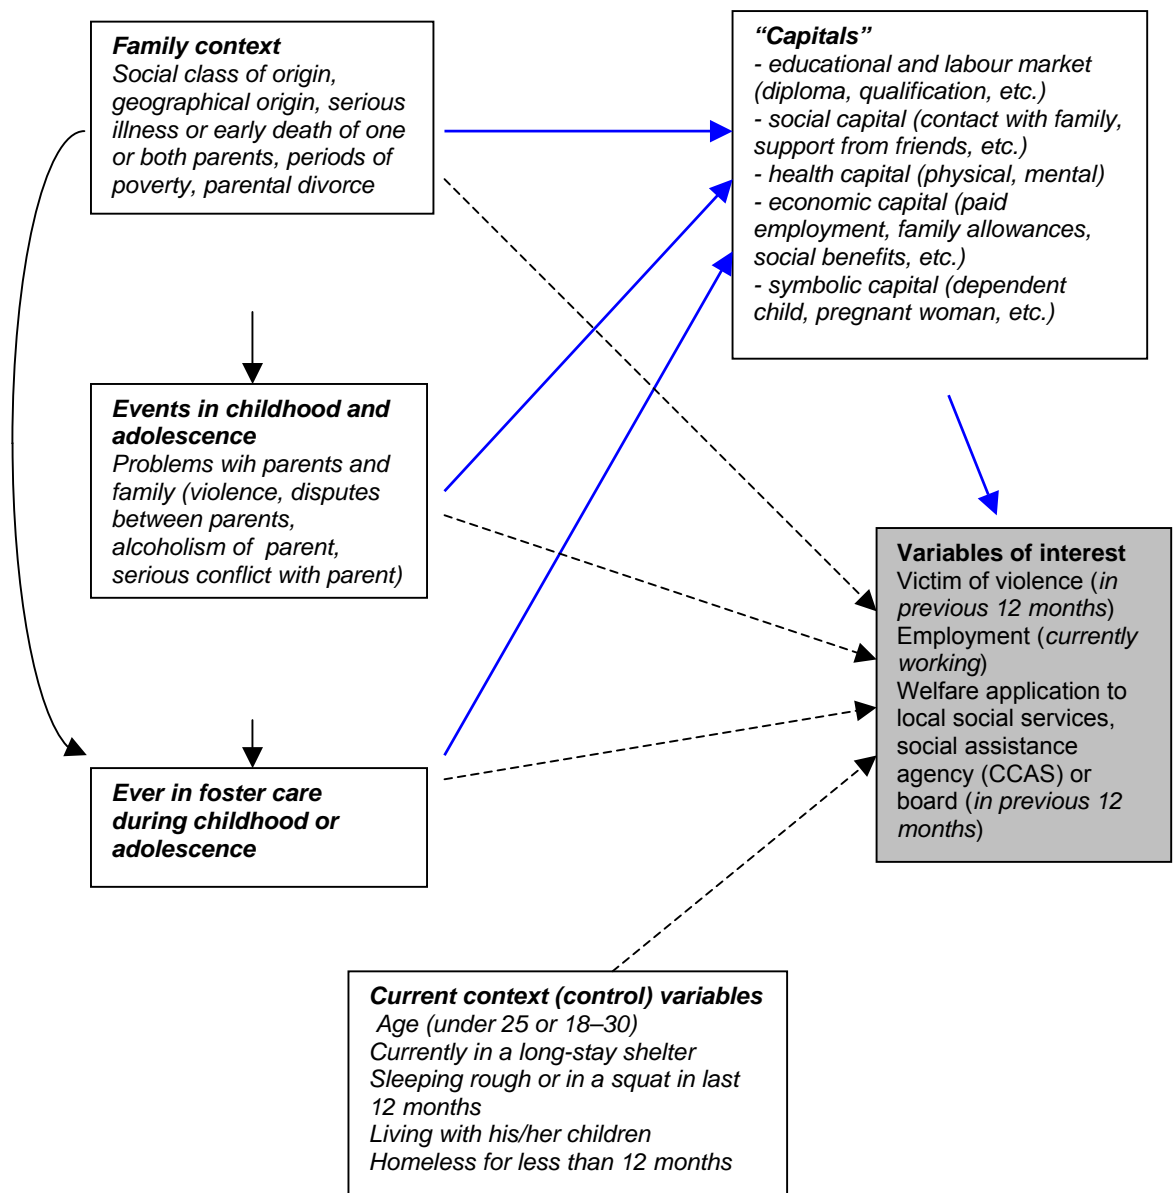 Family context
Social class of origin,
geographical origin, serious
illness or early death of one
or both parents, periods of
poverty, parental divorce
“Capitals”
- educational and labour market
(diploma, qualification, etc.)
- social capital (contact with family,
support from friends, etc.)
- health capital (physical, mental)
- economic capital (paid
employment, family allowances,
social benefits, etc.)
- symbolic capital (dependent
child, pregnant woman, etc.)
Events in childhood and
adolescence
Problems wih parents and
family (violence, disputes
between parents,
alcoholism of parent,
serious conflict with parent)
Variables of interest
Victim of violence (in
previous 12 months)
Employment (currently
working)
Welfare application to
local social services,
social assistance
agency (CCAS) or
board (in previous 12
months)
Ever in foster care
during childhood or
adolescence
Current context (control) variables
Age (under 25 or 18–30)
Currently in a long-stay shelter
Sleeping rough or in a squat in last
12 months
Living with his/her children
Homeless for less than 12 months